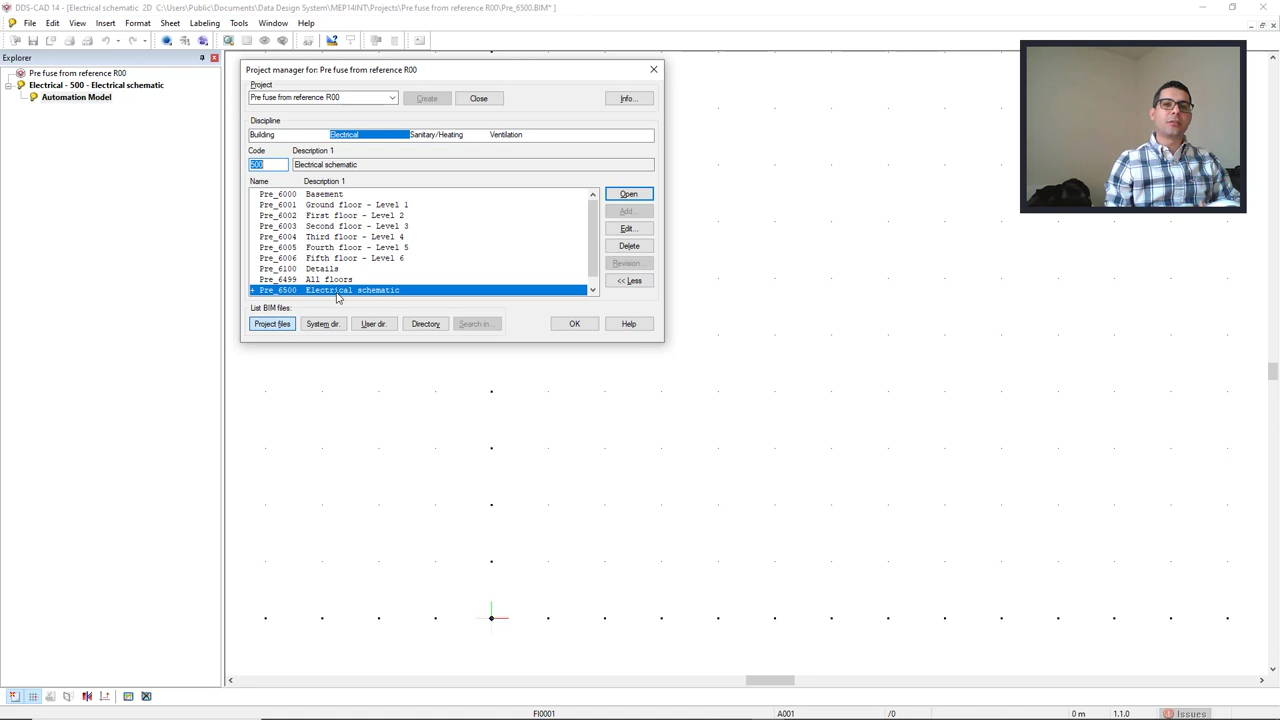 DDS-CAD 14 - [Electrical schematic  2D  C:\Users\Public\Documents\Data Design System\MEP14INT\Projects\Pre fuse from reference R00\Pre_6500.BIM*  ]
File Edit View Insert Format Sheet Labeling Tools Window Help
Explorer
Pre fuse from reference R00
Electrical - 500 - Electrical schematic
Automation Model
Project manager for: Pre fuse from reference R00
Project
Pre fuse from reference R00 Create Close Info...
Discipline
Building Electrical Sanitary/Heating Ventilation
Code Description 1
500 Electrical schematic
Name Description 1
Pre_6000 Basement
Pre_6001 Ground floor - Level 1
Pre_6002 First floor - Level 2
Pre_6003 Second floor - Level 3
Pre_6004 Third floor - Level 4
Pre_6005 Fourth floor - Level 5
Pre_6006 Fifth floor - Level 6
Pre_6100 Details
Pre_6499 All floors
+ Pre_6500 Electrical schematic
Open
Add...
Edit...
Delete
Revision...
<< Less
List BIM files:
Project files System dir. User dir. Directory Search in... OK Help
FI0001 A001 /0 0 m 1.1.0 Issues